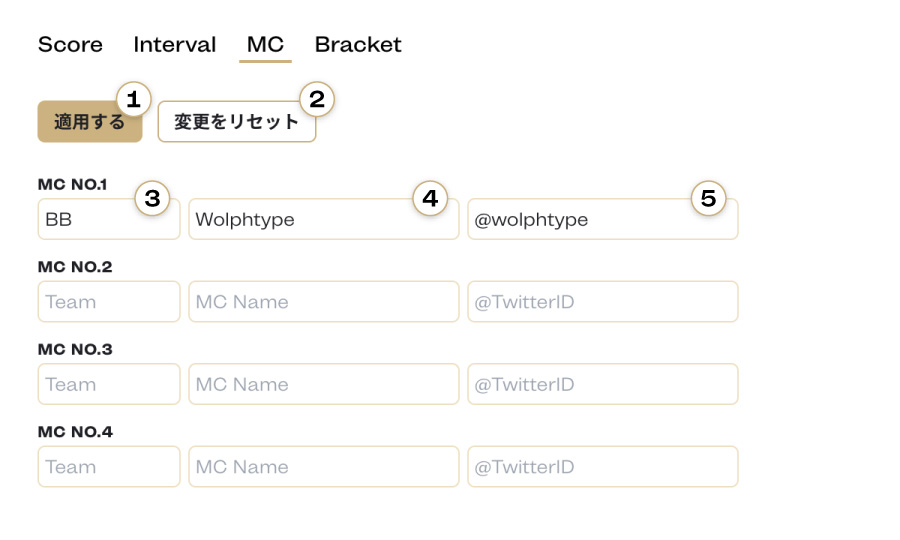 Score Interval MC Bracket
1 2
適用する 変更をリセット
MC NO.1
3 4 5
BB Wolphtype @wolphtype
MC NO.2
Team MC Name @TwitterID
MC NO.3
Team MC Name @TwitterID
MC NO.4
Team MC Name @TwitterID